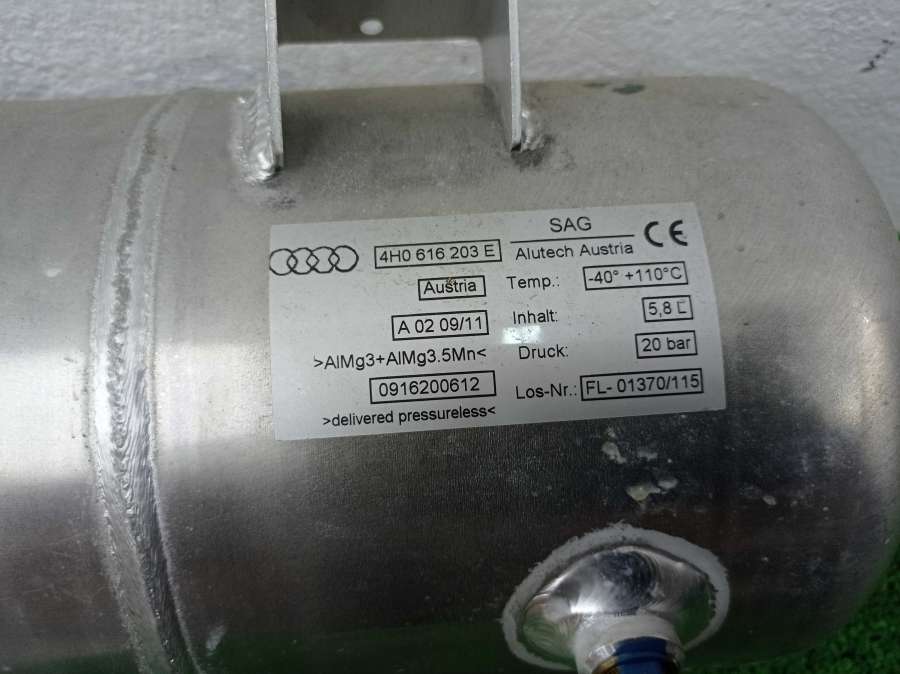 4H0 616 203 E
Austria
A 02 09/11
>AlMg3+AlMg3.5Mn<
0916200612
>delivered pressureless<
SAG
Alutech Austria
CE
Temp.: -40° +110°C
Inhalt: 5,8 L
Druck: 20 bar
Los-Nr.: FL- 01370/115